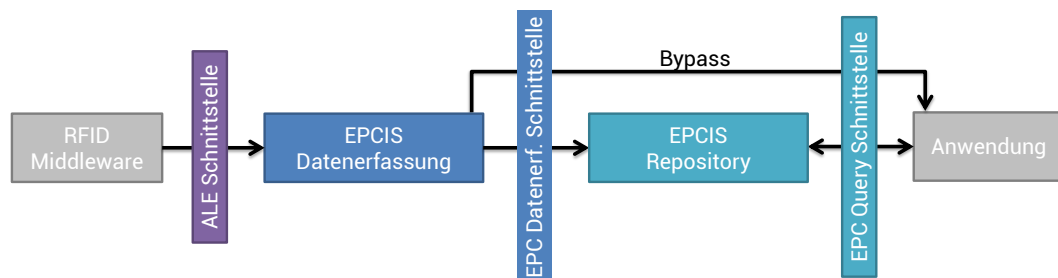 RFID
Middleware
ALE Schnittstelle
EPCIS
Datenerfassung
EPC Datenerf. Schnittstelle
Bypass
EPCIS
Repository
EPC Query Schnittstelle
Anwendung